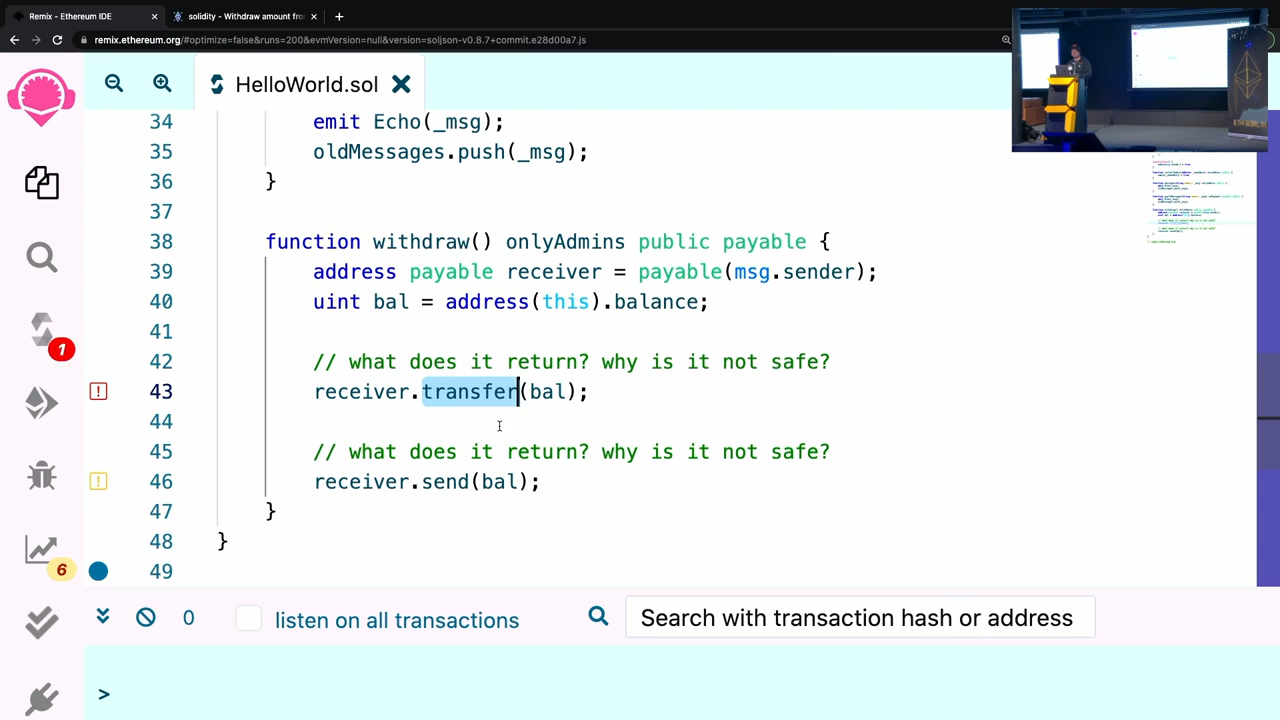 Remix - Ethereum IDE
solidity - Withdraw amount fro
remix.ethereum.org/#optimize=false&runs=200&evmVersion=null&version=soljson-v0.8.7+commit.e28d00a7.js
HelloWorld.sol
34 emit Echo(_msg);
35 oldMessages.push(_msg);
36 }
37
38 function withdraw() onlyAdmins public payable {
39 address payable receiver = payable(msg.sender);
40 uint bal = address(this).balance;
41
42 // what does it return? why is it not safe?
43 receiver.transfer(bal);
44
45 // what does it return? why is it not safe?
46 receiver.send(bal);
47 }
48 }
49
1
6
0 listen on all transactions Search with transaction hash or address
>